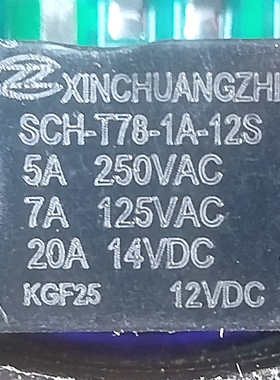 XINCHUANGZHI
SCH-T78-1A-12S
5A 250VAC
7A 125VAC
20A 14VDC
KGF25 12VDC